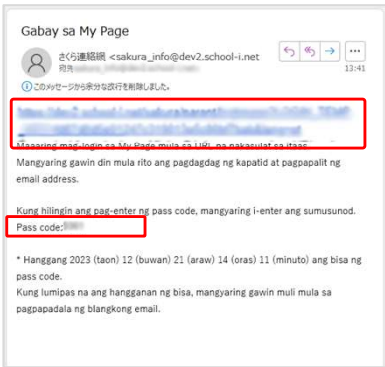 Gabay sa My Page
さくら連絡網 <sakura_info@dev2.school-i.net
宛先
13:41
このメッセージから余分な改行を削除しました。
Maaaring mag-login sa My Page mula sa URL na nakasulat sa itaas.
Mangyaring gawin din mula rito ang pagdagdag ng kapatid at pagpapalit ng
email address.
Kung hilingin ang pag-enter ng pass code, mangyaring i-enter ang sumusunod.
Pass code:
* Hanggang 2023 (taon) 12 (buwan) 21 (araw) 14 (oras) 11 (minuto) ang bisa ng
pass code.
Kung lumipas na ang hangganan ng bisa, mangyaring gawin muli mula sa
pagpapadala ng blangkong email.